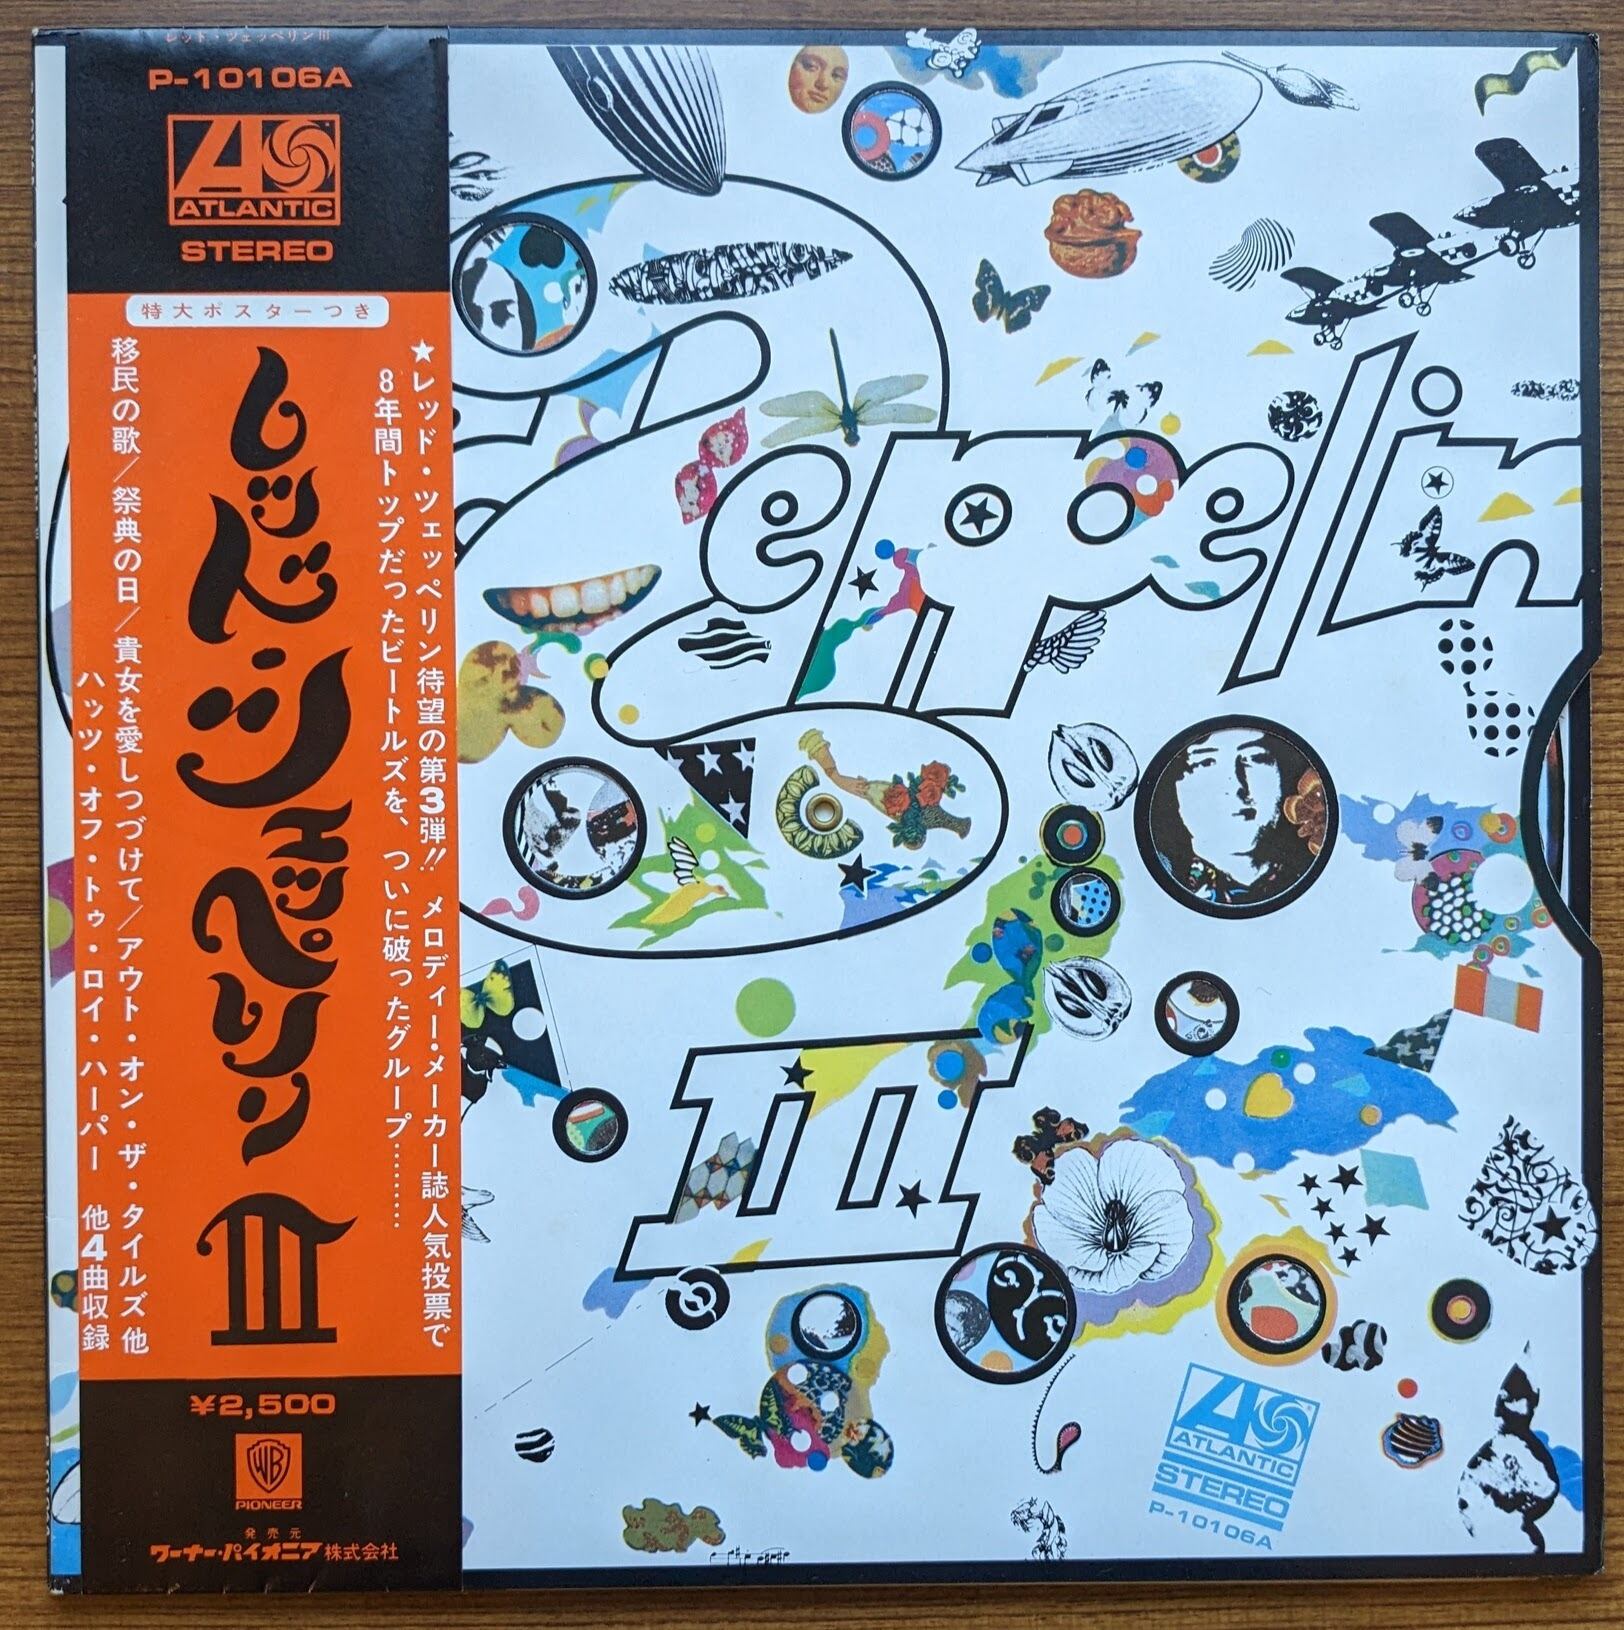 レッド・ツェッペリンⅢ
P-10106A
ATLANTIC
STEREO
特大ポスターつき
★レッド・ツェッペリン待望の第3弾!! メロディー・メーカー誌人気投票で
8年間トップだったビートルズを、ついに破ったグループ………
レッド・ツェッペリン Ⅲ
移民の歌/祭典の日/貴女を愛しつづけて/アウト・オン・ザ・タイルズ 他
ハッツ・オフ・トゥ・ロイ・ハーパー 他4曲収録
¥2,500
WB
PIONEER
発売元
ワーナー・パイオニア株式会社
Zeppelin
III
ATLANTIC
STEREO
P-10106A